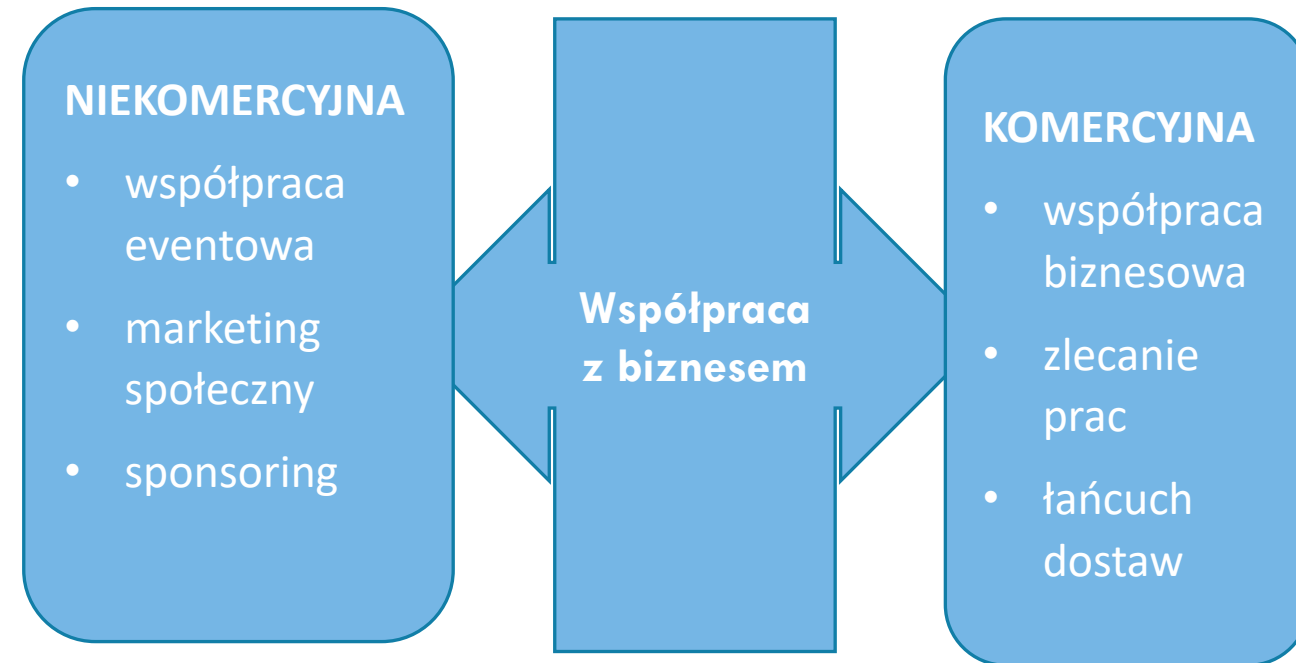 NIEKOMERCYJNA
• współpraca
eventowa
• marketing
społeczny
• sponsoring
Współpraca
z biznesem
KOMERCYJNA
• współpraca
biznesowa
• zlecanie
prac
• łańcuch
dostaw